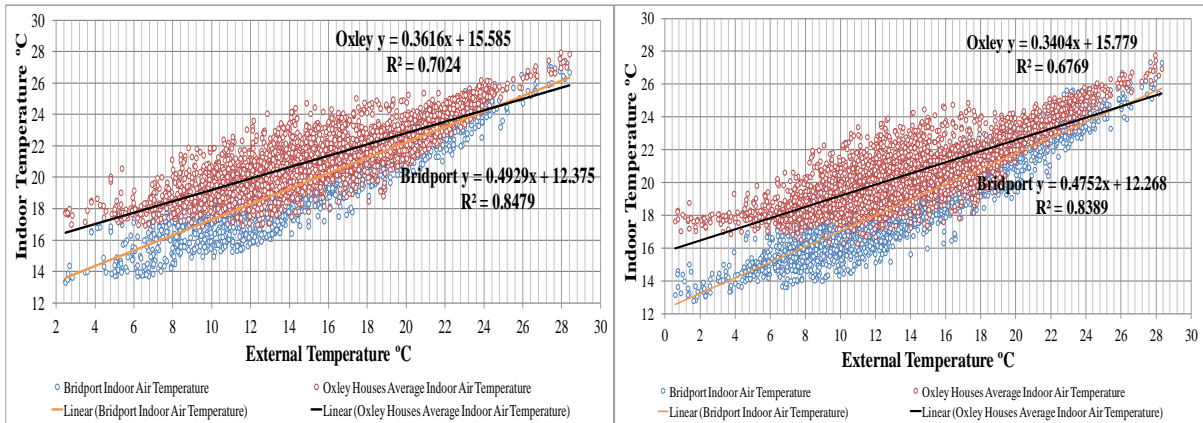 30
28
26
24
22
20
18
16
14
12
Indoor Temperature ºC
Oxley y = 0.3616x + 15.585
R² = 0.7024
Bridport y = 0.4929x + 12.375
R² = 0.8479
2 4 6 8 10 12 14 16 18 20 22 24 26 28 30
External Temperature ºC
Bridport Indoor Air Temperature
Oxley Houses Average Indoor Air Temperature
Linear (Bridport Indoor Air Temperature)
Linear (Oxley Houses Average Indoor Air Temperature)
30
28
26
24
22
20
18
16
14
12
Indoor Temperature ºC
Oxley y = 0.3404x + 15.779
R² = 0.6769
Bridport y = 0.4752x + 12.268
R² = 0.8389
0 2 4 6 8 10 12 14 16 18 20 22 24 26 28 30
External Temperature ºC
Bridport Indoor Air Temperature
Oxley Houses Average Indoor Air Temperature
Linear (Bridport Indoor Air Temperature)
Linear (Oxley Houses Average Indoor Air Temperature)